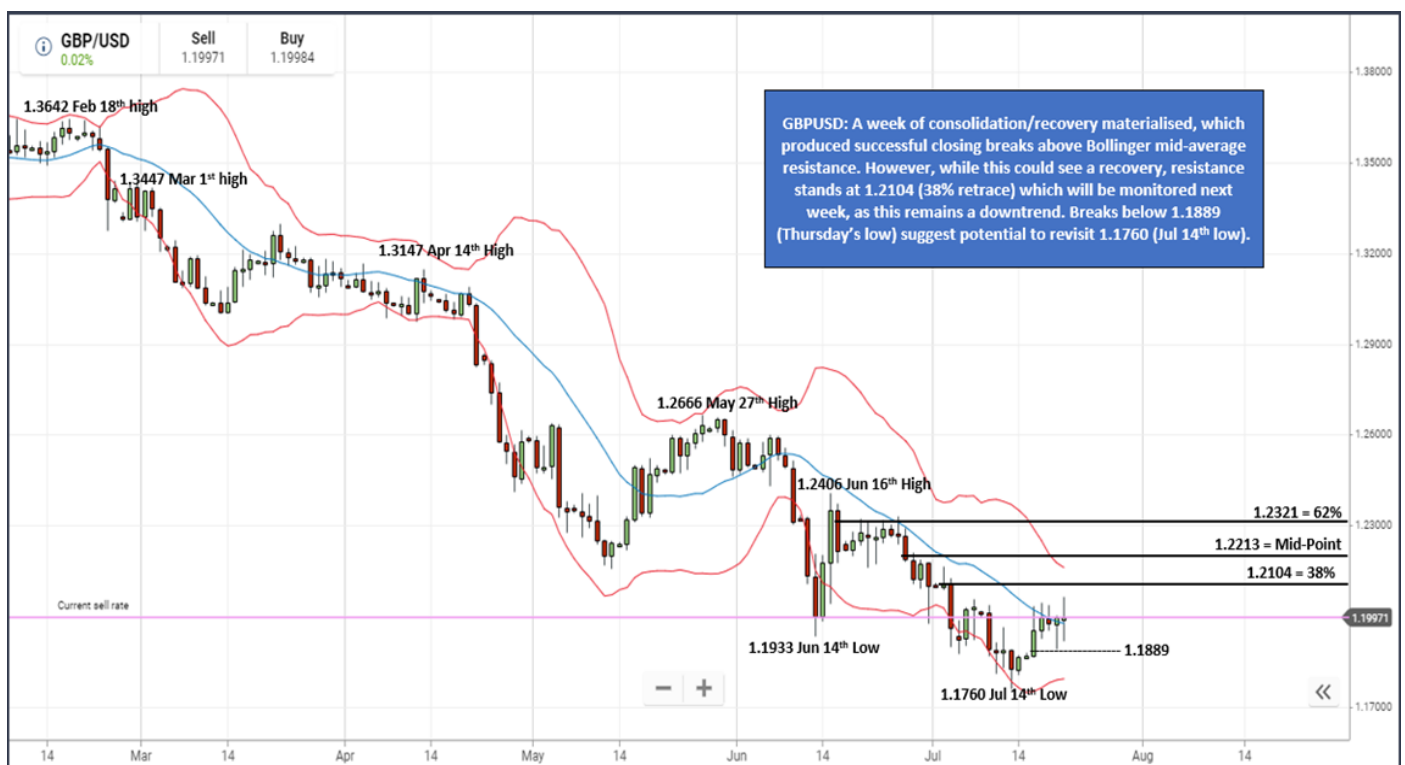 GBP/USD
0.02%
Sell
1.19971
Buy
1.19984
1.38000
1.3642 Feb 18th high
GBPUSD: A week of consolidation/recovery materialised, which
produced successful closing breaks above Bollinger mid-average
resistance. However, while this could see a recovery, resistance
stands at 1.2104 (38% retrace) which will be monitored next
week, as this remains a downtrend. Breaks below 1.1889
(Thursday's low) suggest potential to revisit 1.1760 (Jul 14th low).
1.35000
1.3447 Mar 1st high
1.3147 Apr 14th High
1.32000
1.29000
1.2666 May 27th High
1.26000
1.2406 Jun 16th High
1.2321 = 62%
1.23000
1.2213 = Mid-Point
1.2104 = 38%
Current sell rate
1.19971
1.1933 Jun 14th Low
1.1889
1.1760 Jul 14th Low
1.17000
14 Mar 14 Apr 14 May 14 Jun 14 Jul 14 Aug 14